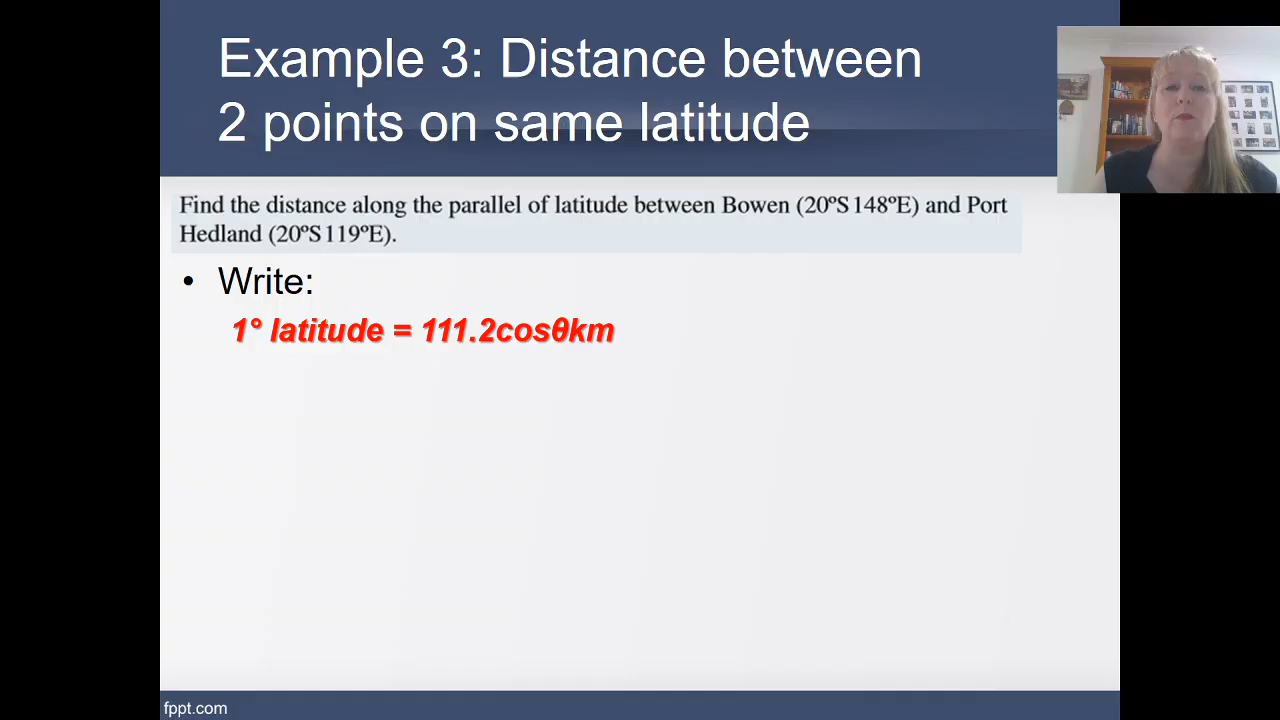 Example 3: Distance between
2 points on same latitude
Find the distance along the parallel of latitude between Bowen (20ºS 148ºE) and Port
Hedland (20ºS 119ºE).
• Write:
1° latitude = 111.2cosθkm
fppt.com